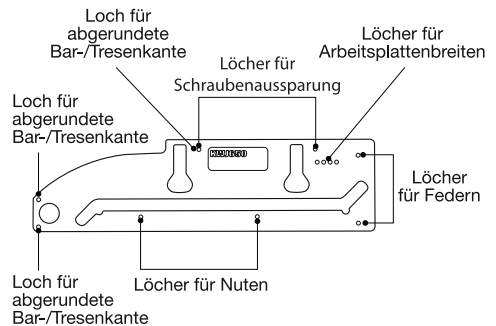 Loch für
abgerundete
Bar-/Tresenkante
Löcher für
Schraubenaussparung
Löcher für
Arbeitsplattenbreiten
Loch für
abgerundete
Bar-/Tresenkante
KWJ650
Löcher
für Federn
Loch für
abgerundete
Bar-/Tresenkante
Löcher für Nuten